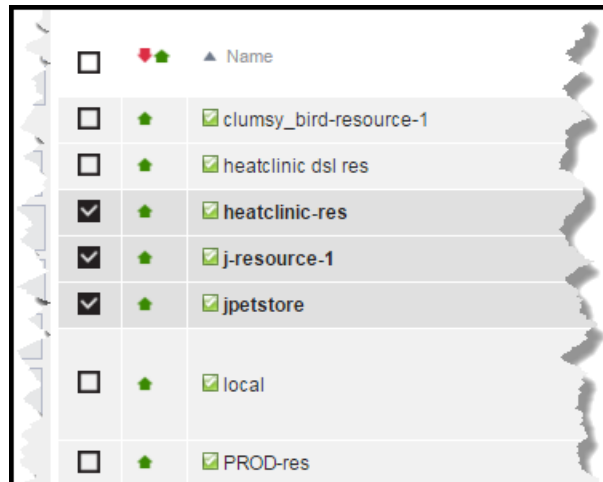 Name
clumsy_bird-resource-1
heatclinic dsl res
heatclinic-res
j-resource-1
jpetstore
local
PROD-res